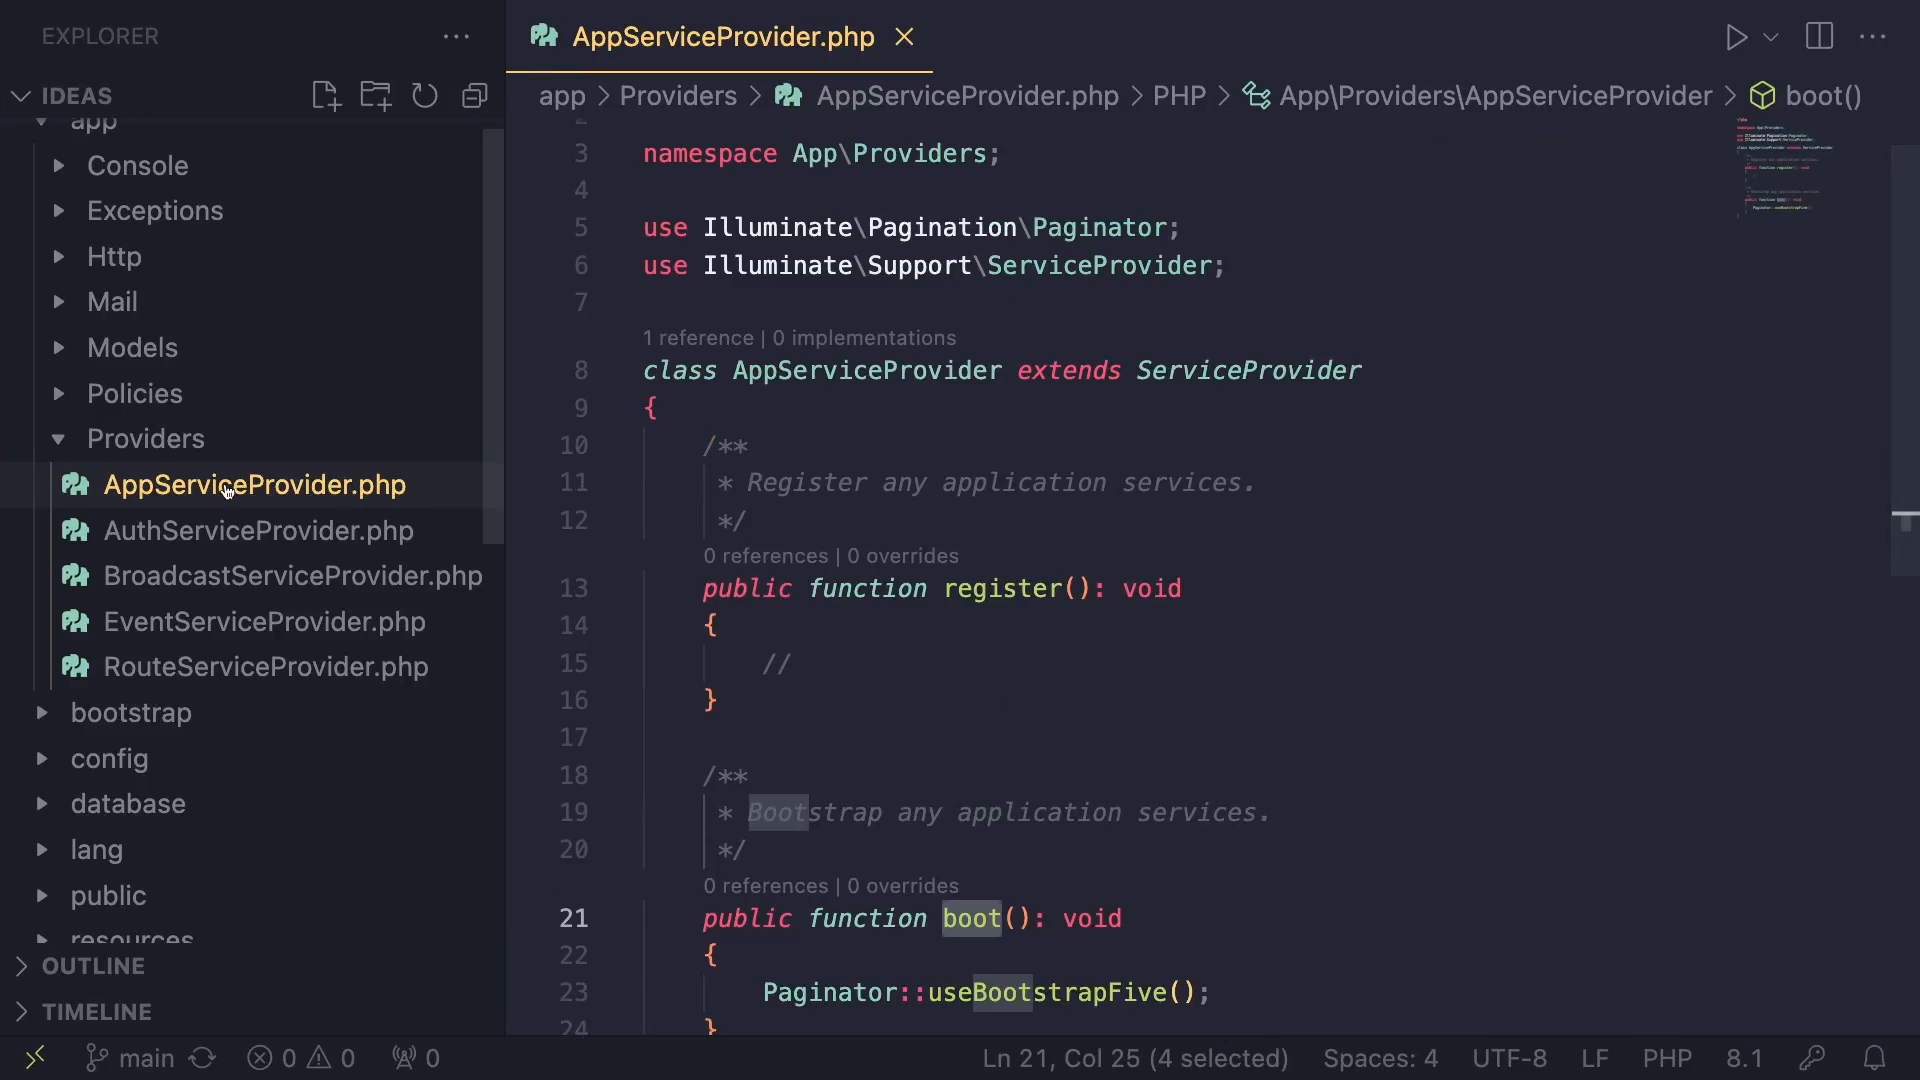 EXPLORER
IDEAS
app
Console
Exceptions
Http
Mail
Models
Policies
Providers
AppServiceProvider.php
AuthServiceProvider.php
BroadcastServiceProvider.php
EventServiceProvider.php
RouteServiceProvider.php
bootstrap
config
database
lang
public
resources
OUTLINE
TIMELINE
AppServiceProvider.php
app > Providers > AppServiceProvider.php > PHP > App\Providers\AppServiceProvider > boot()
2
3 namespace App\Providers;
4
5 use Illuminate\Pagination\Paginator;
6 use Illuminate\Support\ServiceProvider;
7
1 reference | 0 implementations
8 class AppServiceProvider extends ServiceProvider
9 {
10 /**
11 * Register any application services.
12 */
0 references | 0 overrides
13 public function register(): void
14 {
15 //
16 }
17
18 /**
19 * Bootstrap any application services.
20 */
0 references | 0 overrides
21 public function boot(): void
22 {
23 Paginator::useBootstrapFive();
24 }
main 0 0 0 Ln 21, Col 25 (4 selected) Spaces: 4 UTF-8 LF PHP 8.1